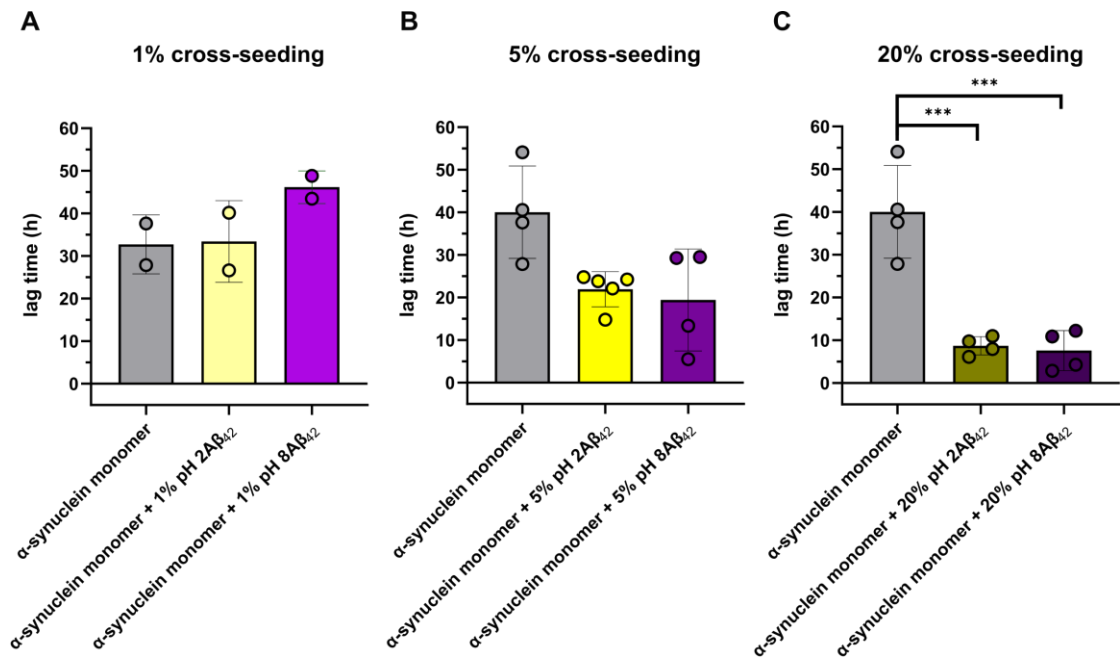 A
1% cross-seeding
lag time (h)
60
50
40
30
20
10
0
α-synuclein monomer
α-synuclein monomer + 1% pH 2Aβ₄₂
α-synuclein monomer + 1% pH 8Aβ₄₂
B
5% cross-seeding
lag time (h)
60
50
40
30
20
10
0
α-synuclein monomer
α-synuclein monomer + 5% pH 2Aβ₄₂
α-synuclein monomer + 5% pH 8Aβ₄₂
C
20% cross-seeding
***
***
lag time (h)
60
50
40
30
20
10
0
α-synuclein monomer
α-synuclein monomer + 20% pH 2Aβ₄₂
α-synuclein monomer + 20% pH 8Aβ₄₂